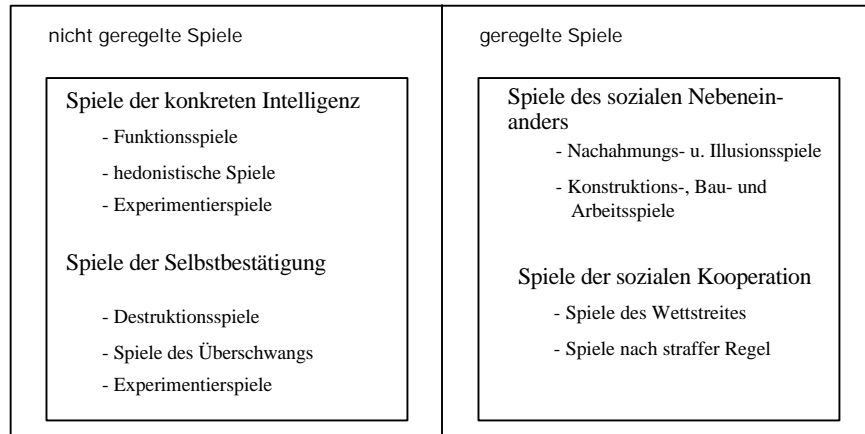 nicht geregelte Spiele
Spiele der konkreten Intelligenz
- Funktionsspiele
- hedonistische Spiele
- Experimentierspiele
Spiele der Selbstbestätigung
- Destruktionsspiele
- Spiele des Überschwangs
- Experimentierspiele
geregelte Spiele
Spiele des sozialen Nebenein-
anders
- Nachahmungs- u. Illusionsspiele
- Konstruktions-, Bau- und
Arbeitsspiele
Spiele der sozialen Kooperation
- Spiele des Wettstreites
- Spiele nach straffer Regel